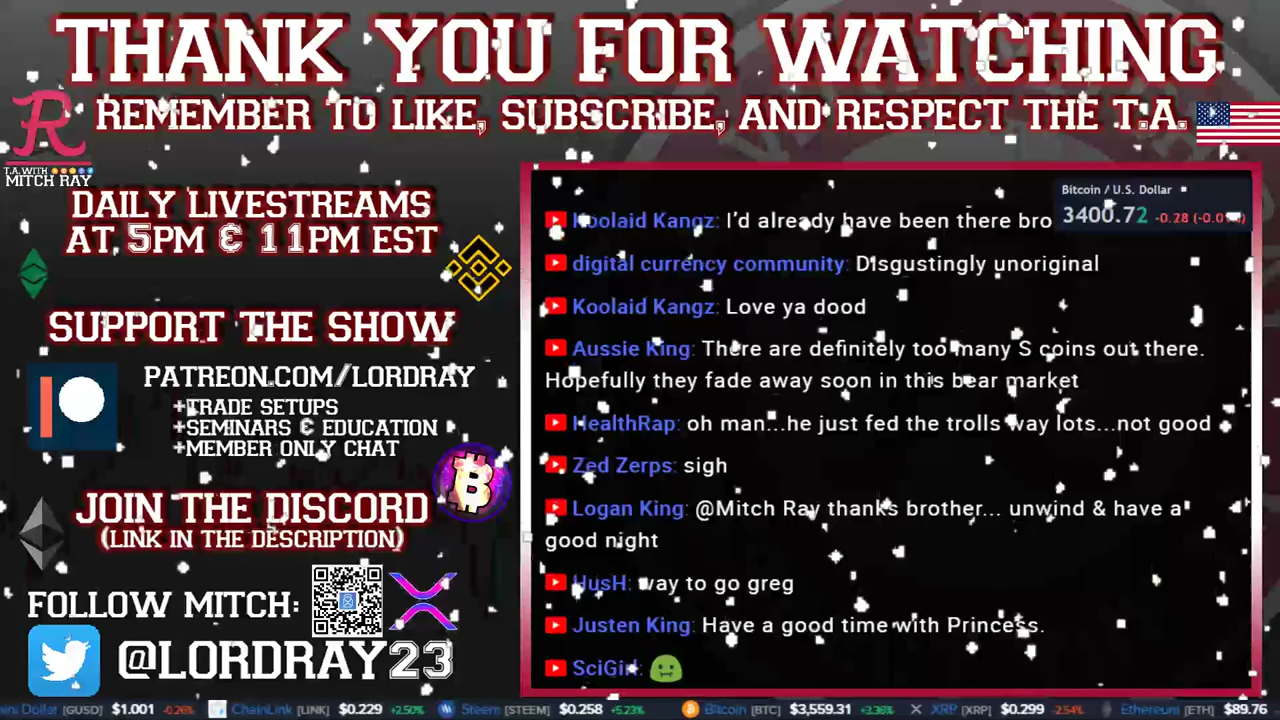 THANK YOU FOR WATCHING
REMEMBER TO LIKE, SUBSCRIBE, AND RESPECT THE T.A.
R
T.A. WITH
MITCH RAY
DAILY LIVESTREAMS
AT 5PM & 11PM EST
SUPPORT THE SHOW
PATREON.COM/LORDRAY
+TRADE SETUPS
+SEMINARS & EDUCATION
+MEMBER ONLY CHAT
JOIN THE DISCORD
(LINK IN THE DESCRIPTION)
FOLLOW MITCH:
@LORDRAY23
Bitcoin / U.S. Dollar
3400.72 -0.28
Koolaid Kangz: I'd already have been there bro
digital currency community: Disgustingly unoriginal
Koolaid Kangz: Love ya dood
Aussie King: There are definitely too many S coins out there.
Hopefully they fade away soon in this bear market
HealthRap: oh man...he just fed the trolls way lots...not good
Zed Zerps: sigh
Logan King: @Mitch Ray thanks brother... unwind & have a
good night
HusH: way to go greg
Justen King: Have a good time with Princess.
SciGirl:
Dollar [GUSD] $1.001 -0.26% ChainLink [LINK] $0.229 +2.50% Steem [STEEM] $0.258 +5.23% Bitcoin [BTC] $3,559.31 +3.36% XRP [XRP] $0.299 -2.54% Ethereum [ETH] $89.76